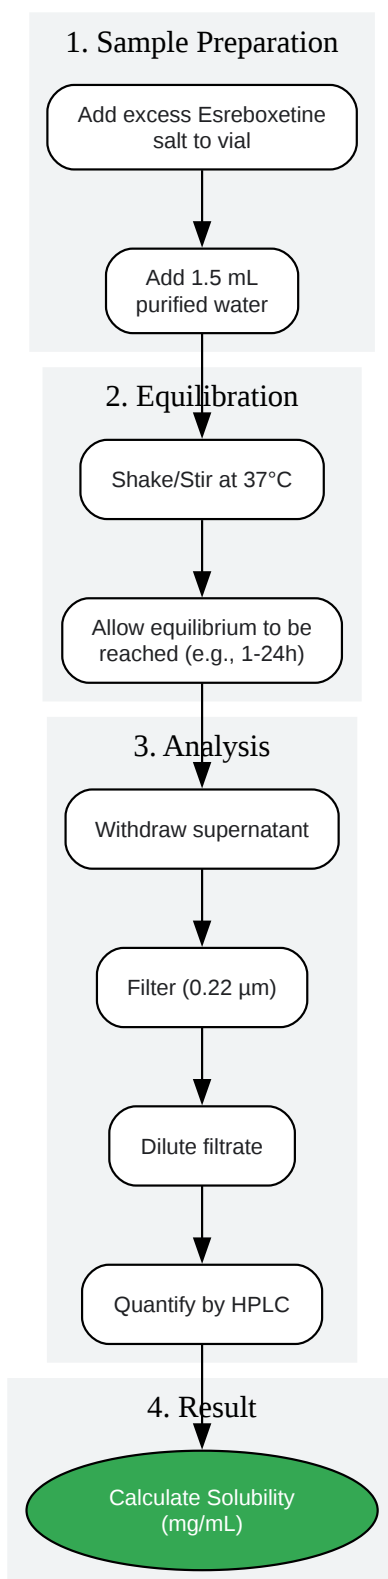 1. Sample Preparation
Add excess Esreboxetine
salt to vial
Add 1.5 mL
purified water
2. Equilibration
Shake/Stir at 37°C
Allow equilibrium to be
reached (e.g., 1-24h)
3. Analysis
Withdraw supernatant
Filter (0.22 µm)
Dilute filtrate
Quantify by HPLC
4. Result
Calculate Solubility
(mg/mL)